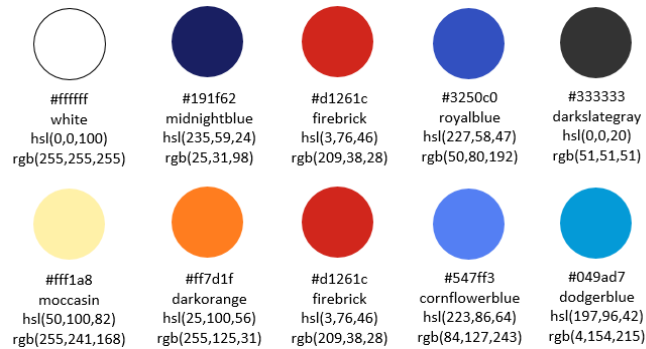 #ffffff
white
hsl(0,0,100)
rgb(255,255,255)
#191f62
midnightblue
hsl(235,59,24)
rgb(25,31,98)
#d1261c
firebrick
hsl(3,76,46)
rgb(209,38,28)
#3250c0
royalblue
hsl(227,58,47)
rgb(50,80,192)
#333333
darkslategray
hsl(0,0,20)
rgb(51,51,51)
#fff1a8
moccasin
hsl(50,100,82)
rgb(255,241,168)
#ff7d1f
darkorange
hsl(25,100,56)
rgb(255,125,31)
#d1261c
firebrick
hsl(3,76,46)
rgb(209,38,28)
#547ff3
cornflowerblue
hsl(223,86,64)
rgb(84,127,243)
#049ad7
dodgerblue
hsl(197,96,42)
rgb(4,154,215)